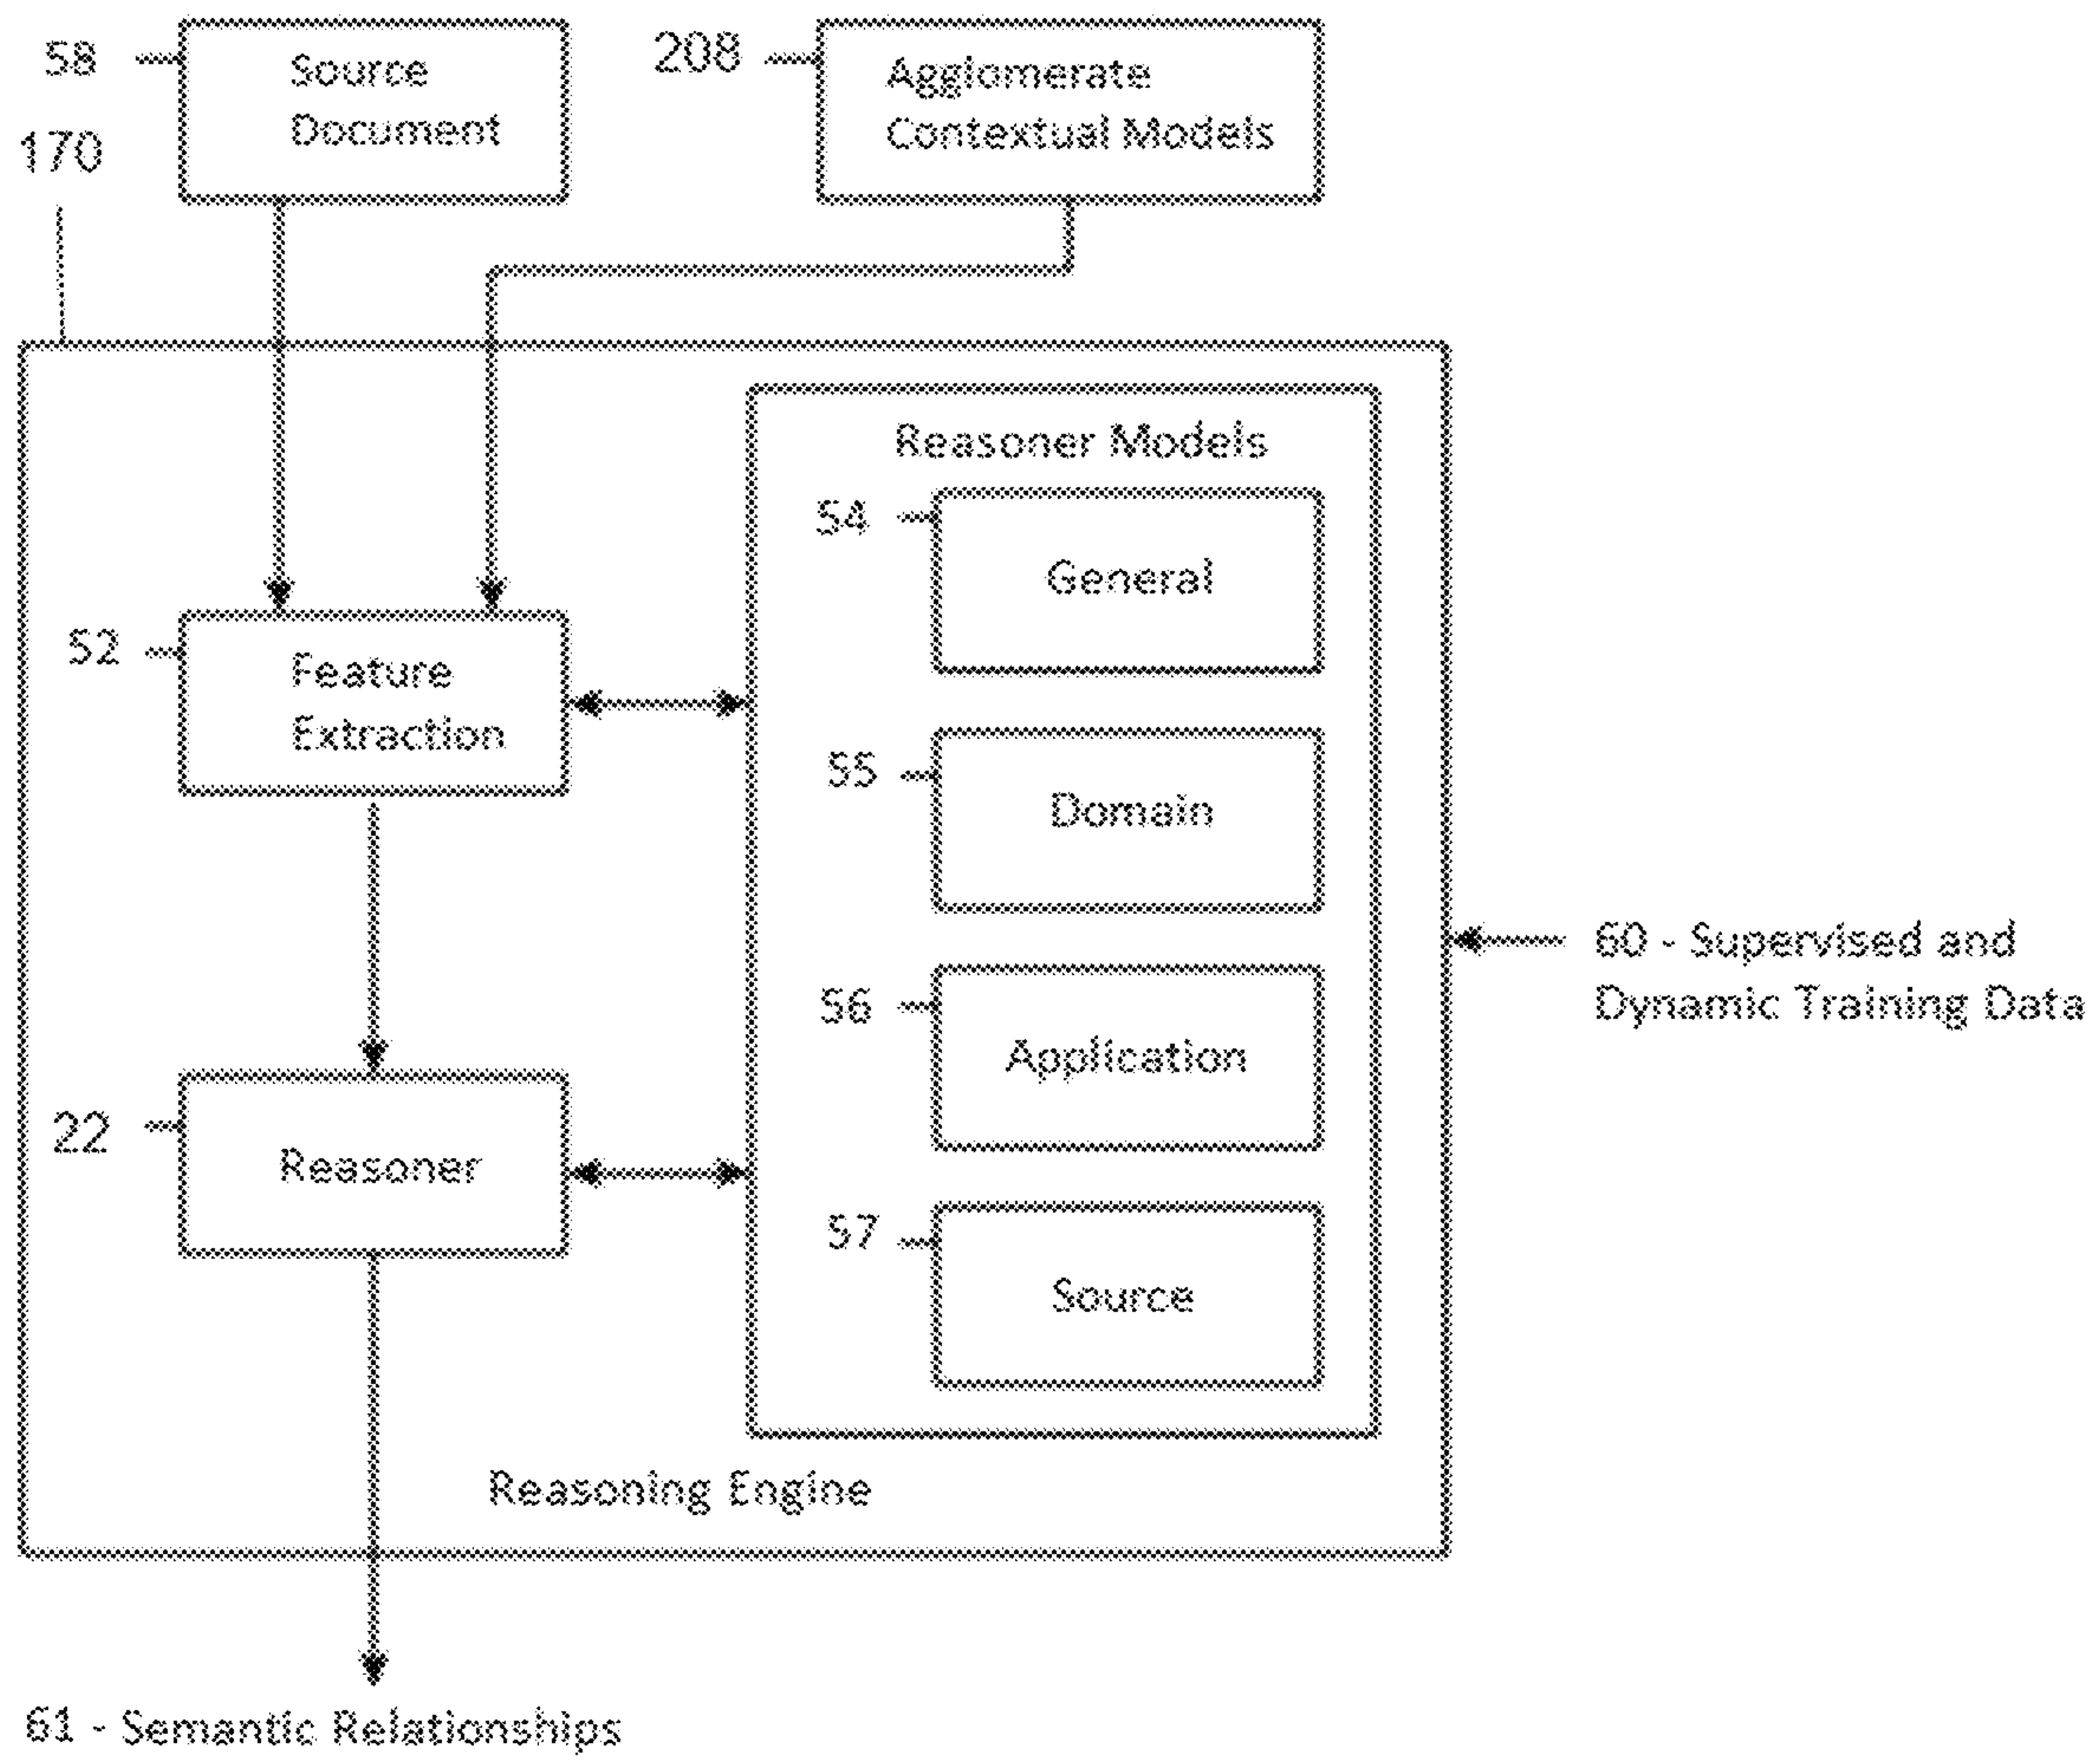 58
Source
Document
208
Agglomerate
Contextual Models
170
Reasoner Models
54
General
52
Feature
Extraction
55
Domain
56
Application
60 - Supervised and
Dynamic Training Data
22
Reasoner
57
Source
Reasoning Engine
61 - Semantic Relationships